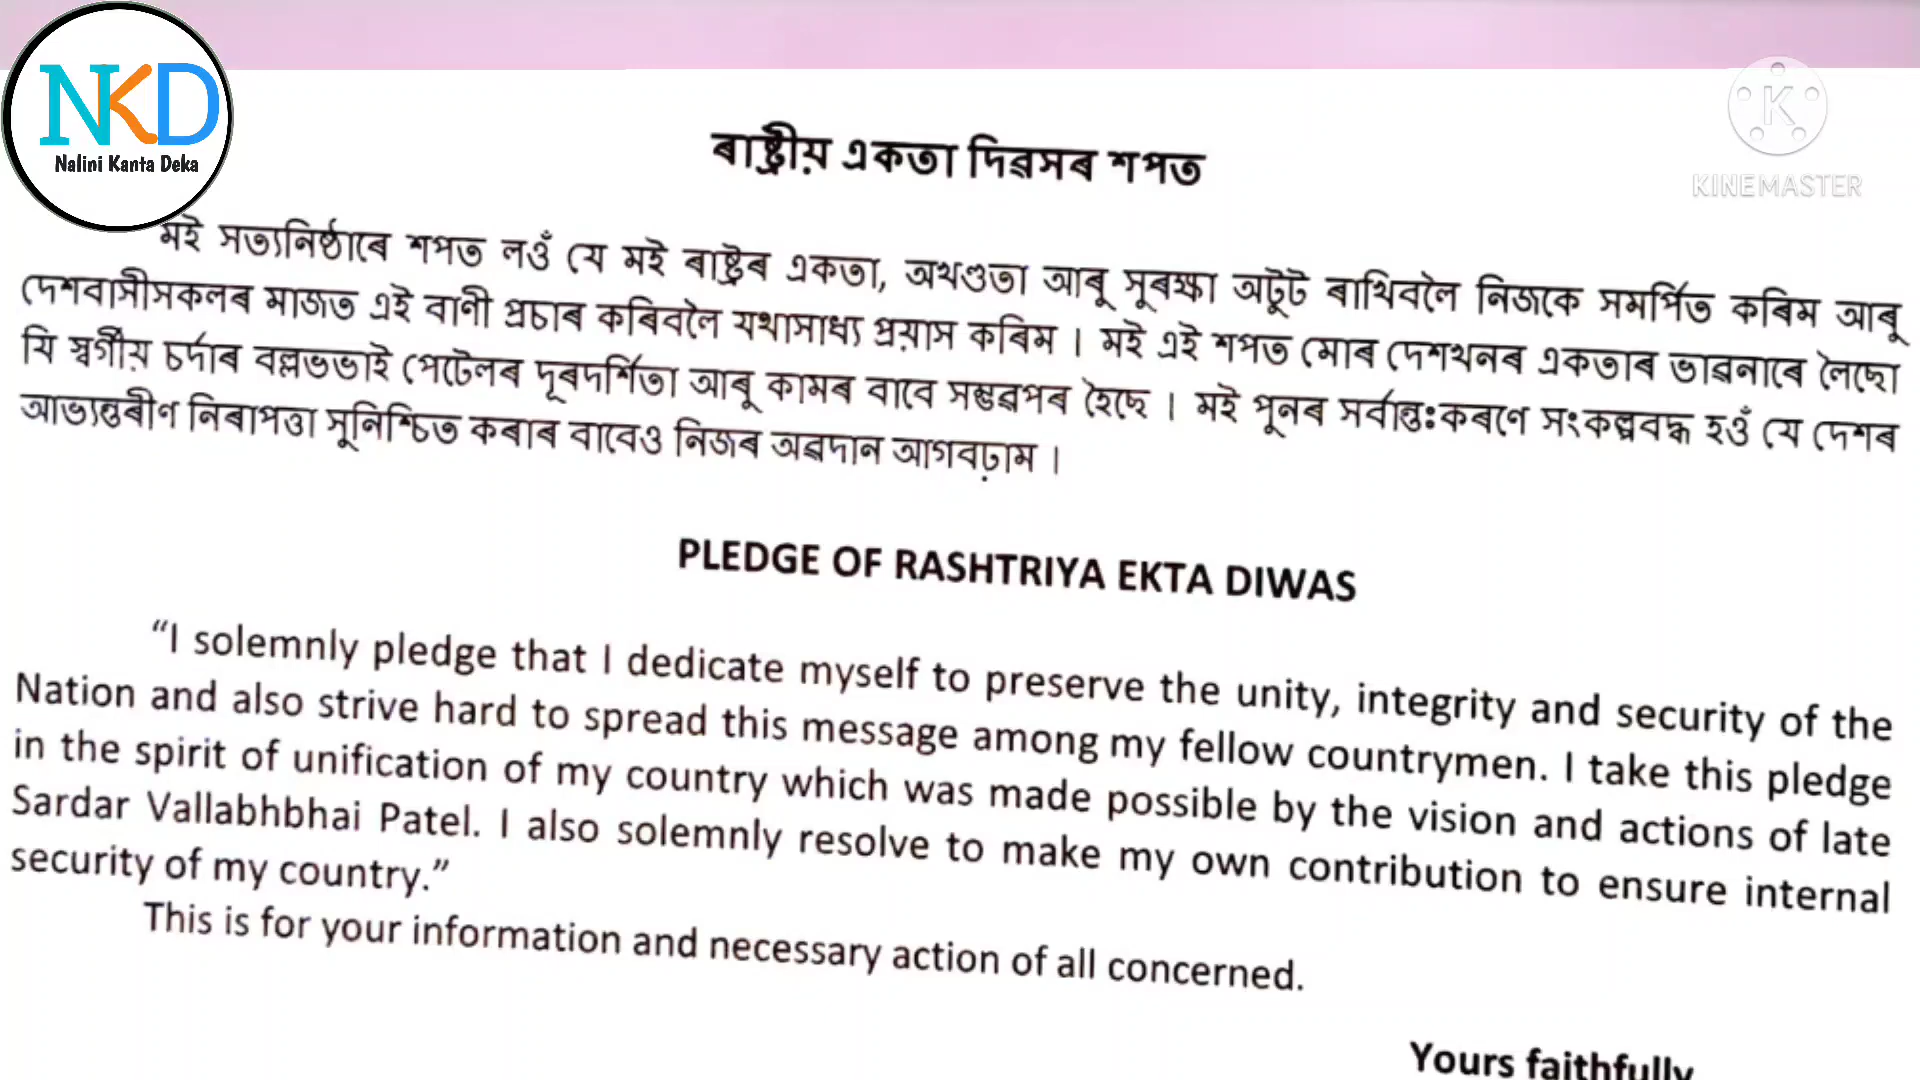 NKD
Nalini Kanta Deka
K
KINEMASTER
ৰাষ্ট্ৰীয় একতা দিৱসৰ শপত
মই সত্যনিষ্ঠাৰে শপত লওঁ যে মই ৰাষ্ট্ৰৰ একতা, অখণ্ডতা আৰু সুৰক্ষা অটুট ৰাখিবলৈ নিজকে সমৰ্পিত কৰিম আৰু
দেশবাসীসকলৰ মাজত এই বাণী প্ৰচাৰ কৰিবলৈ যথাসাধ্য প্ৰয়াস কৰিম । মই এই শপত মোৰ দেশখনৰ একতাৰ ভাৱনাৰে লৈছো
যি স্বৰ্গীয় চৰ্দাৰ বল্লভভাই পেটেলৰ দূৰদৰ্শিতা আৰু কামৰ বাবে সম্ভৱপৰ হৈছে । মই পুনৰ সৰ্বান্তঃকৰণে সংকল্পবদ্ধ হওঁ যে দেশৰ
আভ্যন্তৰীণ নিৰাপত্তা সুনিশ্চিত কৰাৰ বাবেও নিজৰ অৱদান আগবঢ়াম ।
PLEDGE OF RASHTRIYA EKTA DIWAS
“I solemnly pledge that I dedicate myself to preserve the unity, integrity and security of the
Nation and also strive hard to spread this message among my fellow countrymen. I take this pledge
in the spirit of unification of my country which was made possible by the vision and actions of late
Sardar Vallabhbhai Patel. I also solemnly resolve to make my own contribution to ensure internal
security of my country.”
This is for your information and necessary action of all concerned.
Yours faithfully